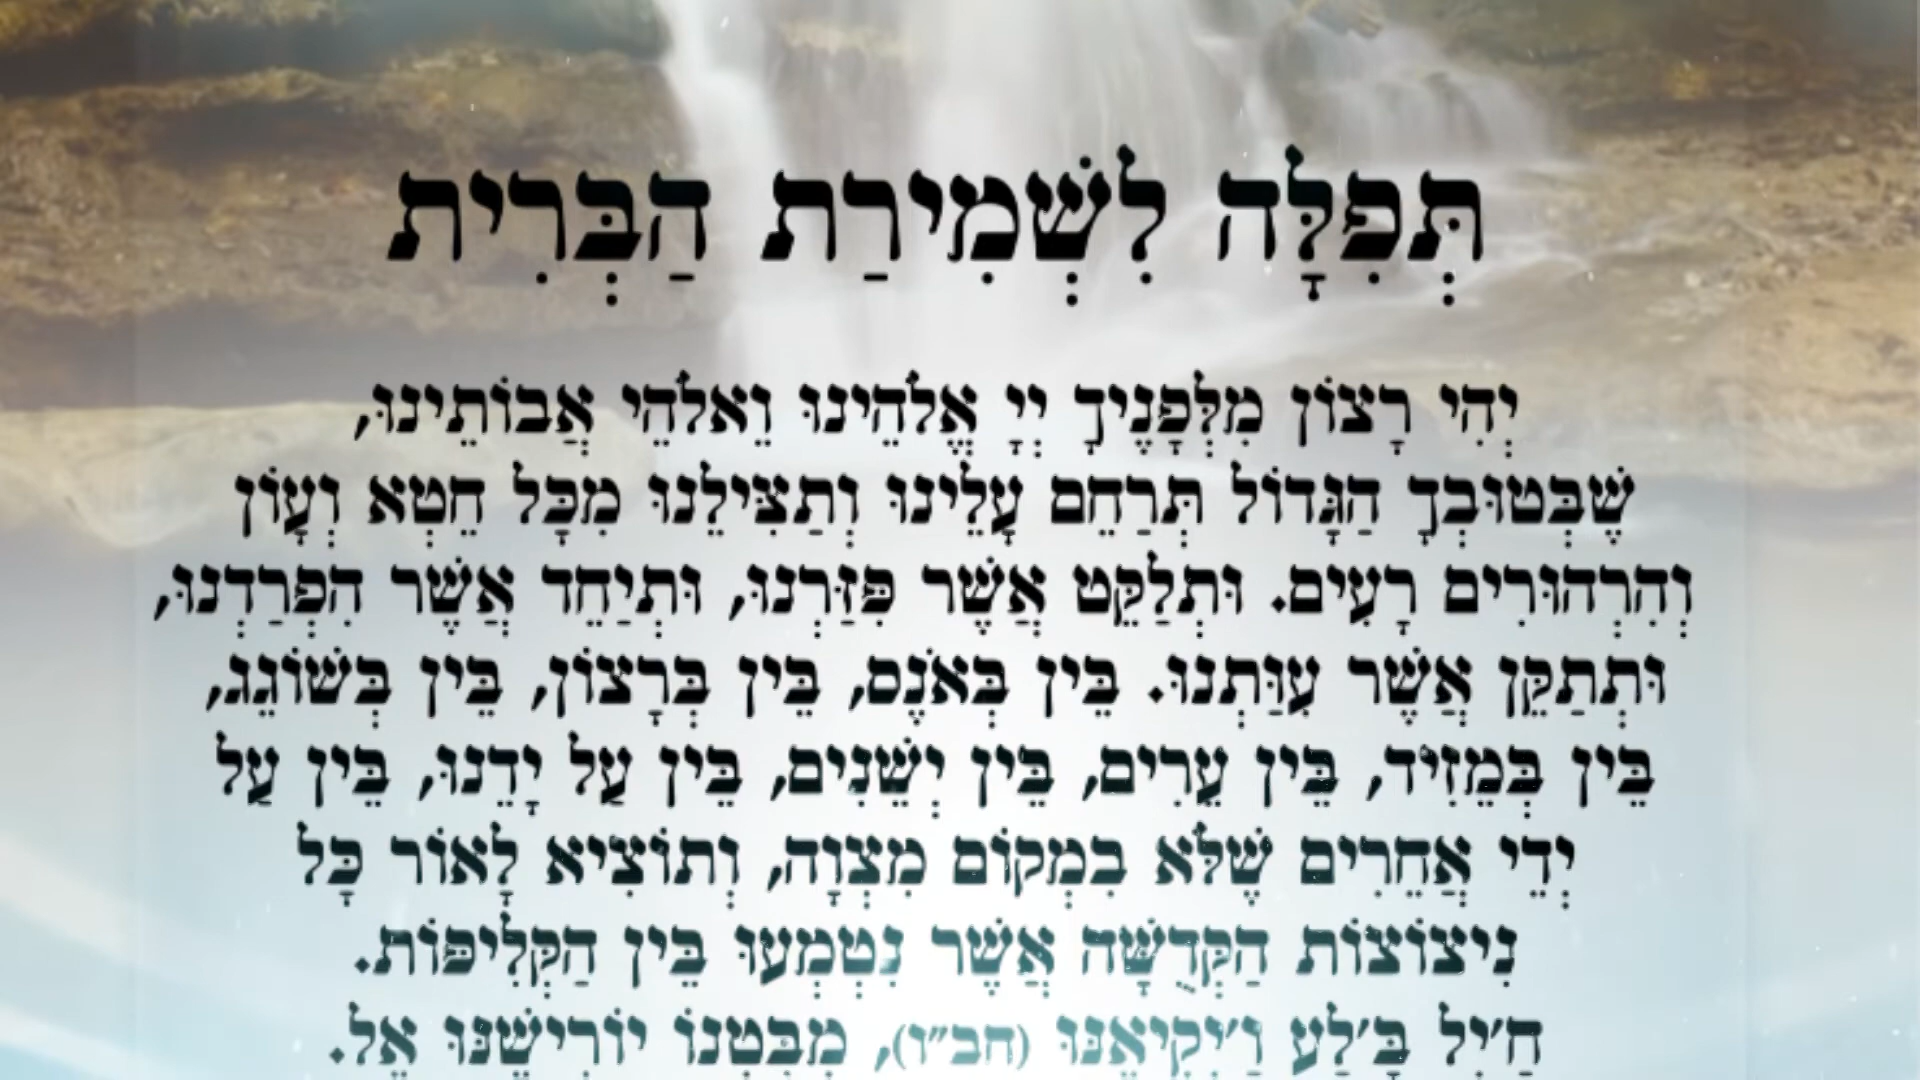 תְּפִלָּה לִשְׁמִירַת הַבְּרִית
יְהִי רָצוֹן מִלְּפָנֶיךָ יְיָ אֱלֹהֵינוּ וֵאלֹהֵי אֲבוֹתֵינוּ,
שֶׁבְּטוּבְךָ הַגָּדוֹל תְּרַחֵם עָלֵינוּ וְתַצִּילֵנוּ מִכָּל חֵטְא וְעָוֹן
וְהִרְהוּרִים רָעִים. וּתְלַקֵּט אֲשֶׁר פִּזַּרְנוּ, וּתְיַחֵד אֲשֶׁר הִפְרַדְנוּ,
וּתְתַקֵּן אֲשֶׁר עִוַּתְנוּ. בֵּין בְּאֹנֶס, בֵּין בְּרָצוֹן, בֵּין בְּשׁוֹגֵג,
בֵּין בְּמֵזִיד, בֵּין עֵרִים, בֵּין יְשֵׁנִים, בֵּין עַל יָדֵנוּ, בֵּין עַל
יְדֵי אֲחֵרִים שֶׁלֹּא בִמְקוֹם מִצְוָה, וְתוֹצִיא לָאוֹר כָּל
נִיצוֹצוֹת הַקְּדֻשָּׁה אֲשֶׁר נִטְמְעוּ בֵּין הַקְּלִיפּוֹת.
חַ׳יִל בָּ׳לַע וַ׳יְקִיאֵנוּ (חב״ו), מִבִּטְנוֹ יוֹרִישֶׁנּוּ אֵל.